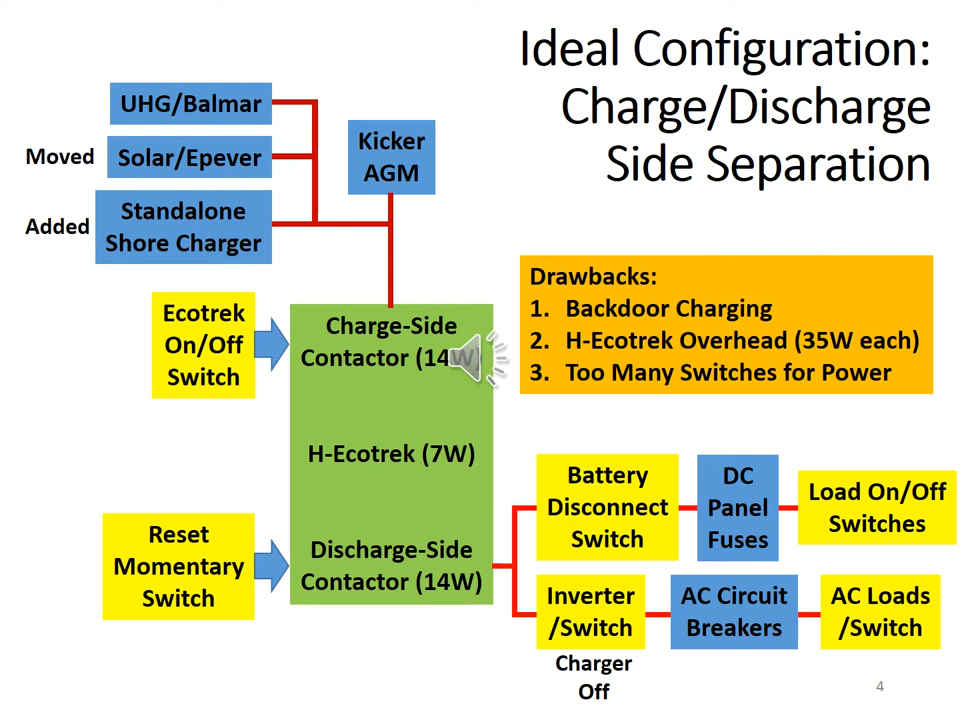 Ideal Configuration:
Charge/Discharge
Side Separation
UHG/Balmar
Moved
Solar/Epever
Added
Standalone
Shore Charger
Kicker
AGM
Ecotrek
On/Off
Switch
Charge-Side
Contactor (14W)
H-Ecotrek (7W)
Discharge-Side
Contactor (14W)
Reset
Momentary
Switch
Drawbacks:
1. Backdoor Charging
2. H-Ecotrek Overhead (35W each)
3. Too Many Switches for Power
Battery
Disconnect
Switch
DC
Panel
Fuses
Load On/Off
Switches
Inverter
/Switch
Charger
Off
AC Circuit
Breakers
AC Loads
/Switch
4